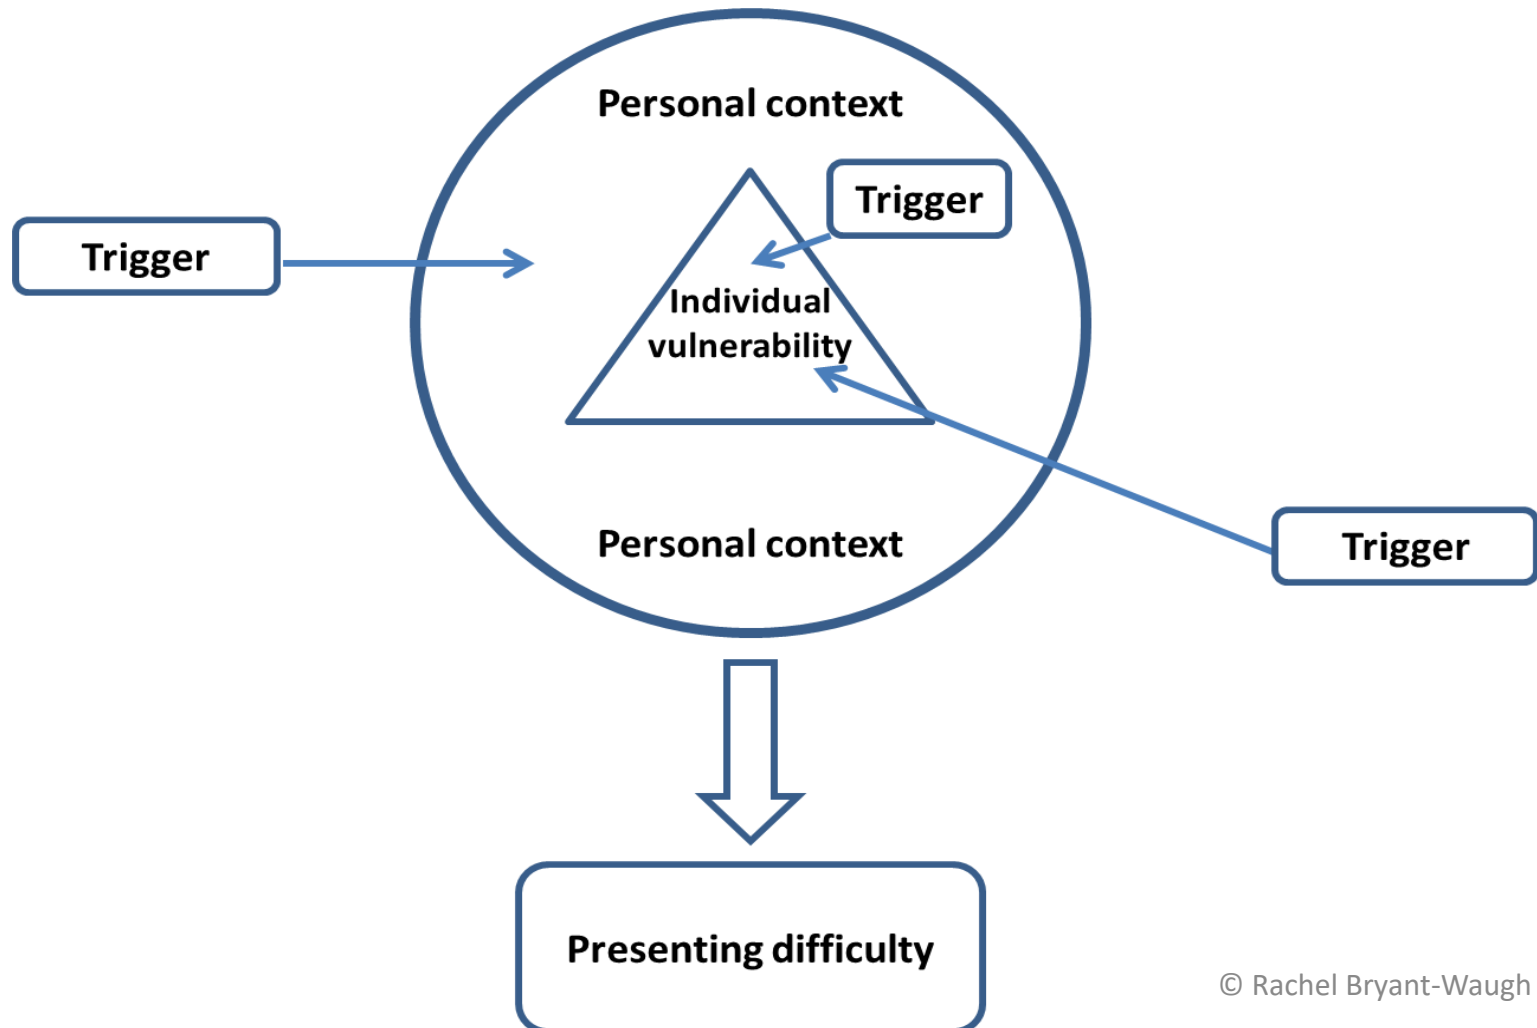 Personal context
Trigger
Trigger
Individual
vulnerability
Personal context
Trigger
Presenting difficulty
© Rachel Bryant-Waugh